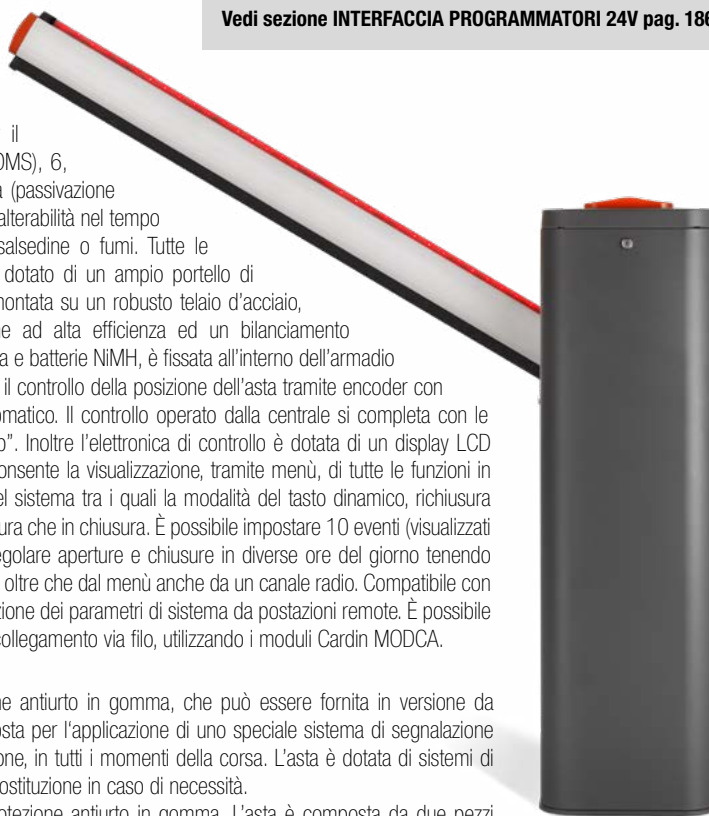 Vedi sezione INTERFACCIA PROGRAMMATORI 24V pag. 186
il
OMS), 6,
a (passivazione
alterabilità nel tempo
salsedine o fumi. Tutte le
dotato di un ampio portello di
montata su un robusto telaio d'acciaio,
ne ad alta efficienza ed un bilanciamento
a e batterie NiMH, è fissata all'interno dell'armadio
il controllo della posizione dell'asta tramite encoder con
omatico. Il controllo operato dalla centrale si completa con le
o". Inoltre l'elettronica di controllo è dotata di un display LCD
onsente la visualizzazione, tramite menù, di tutte le funzioni in
el sistema tra i quali la modalità del tasto dinamico, richiusura
ura che in chiusura. È possibile impostare 10 eventi (visualizzati
egolare aperture e chiusure in diverse ore del giorno tenendo
oltre che dal menù anche da un canale radio. Compatibile con
zione dei parametri di sistema da postazioni remote. È possibile
collegamento via filo, utilizzando i moduli Cardin MODCA.
ne antiurto in gomma, che può essere fornita in versione da
osta per l'applicazione di uno speciale sistema di segnalazione
one, in tutti i momenti della corsa. L'asta è dotata di sistemi di
ostituzione in caso di necessità.
otezione antiurto in gomma. L'asta è composta da due pezzi